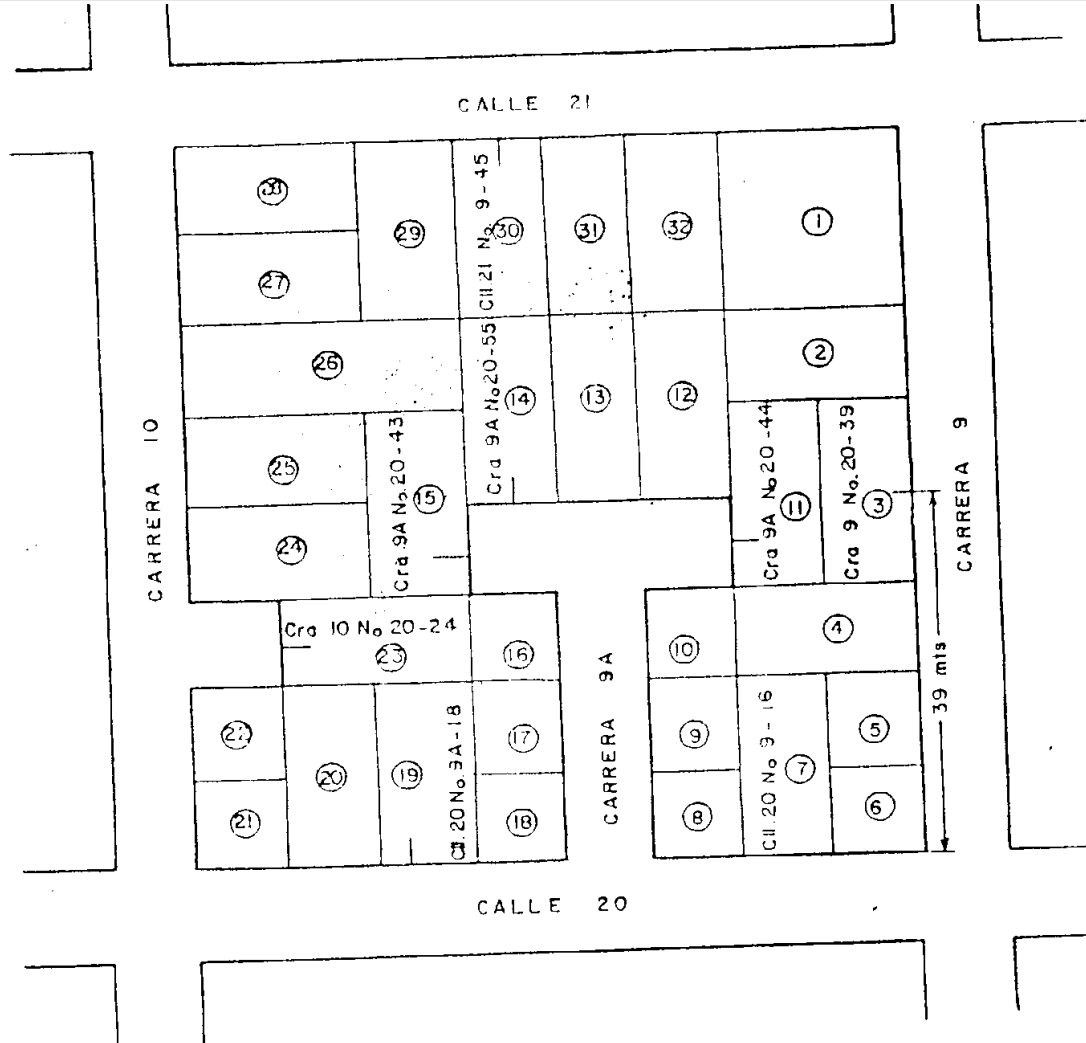 CALLE 21
28
27
29
Cll 21 No 9-45
30
31
32
1
26
2
Cra 9A No 20-55
14
13
12
CARRERA 10
25
24
Cra 9A No 20-43
15
Cra 9A No 20-44
11
Cra 9 No. 20-39
3
CARRERA 9
Cra 10 No 20-24
23
16
10
4
39 mts
22
21
20
19
Cll. 20 No 9A-18
17
18
CARRERA 9A
9
8
Cll. 20 No 9-16
7
5
6
CALLE 20